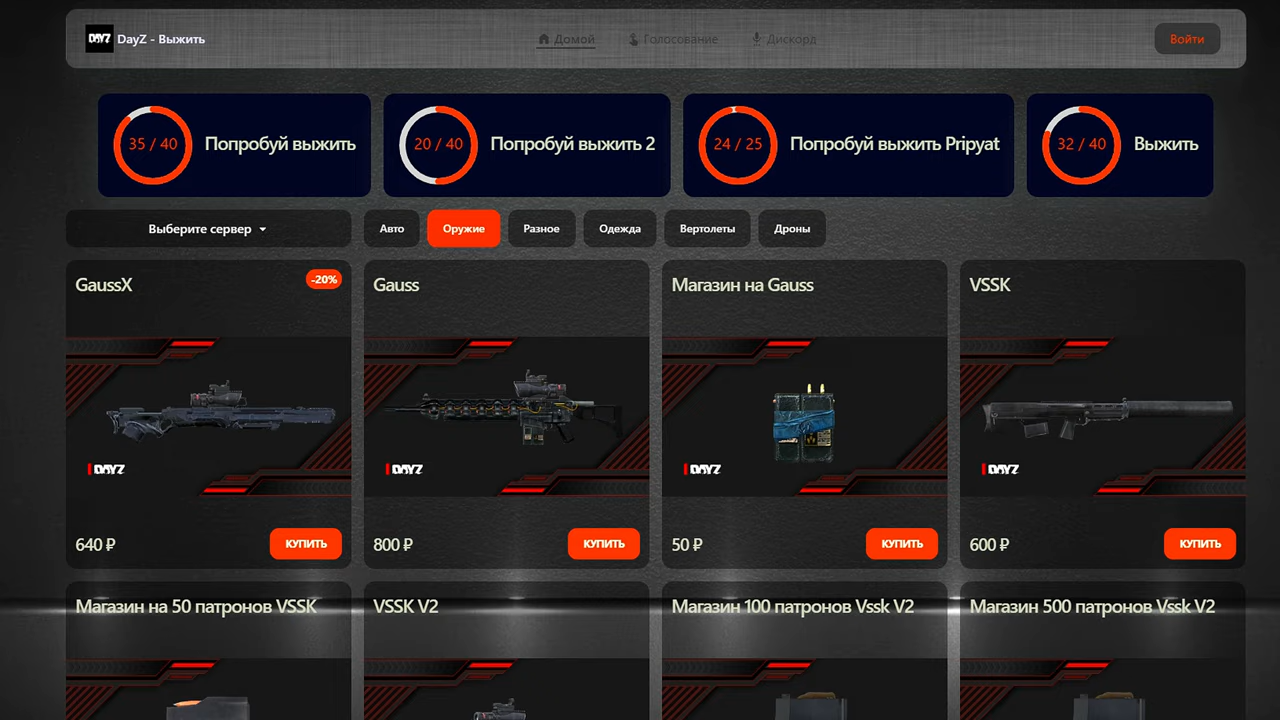 DAYZ DayZ - Выжить
Домой
Голосование
Дискорд
Войти
35 / 40
Попробуй выжить
20 / 40
Попробуй выжить 2
24 / 25
Попробуй выжить Pripyat
32 / 40
Выжить
Выберите сервер
Авто
Оружие
Разное
Одежда
Вертолеты
Дроны
GaussX
-20%
DAYZ
640 ₽
КУПИТЬ
Gauss
DAYZ
800 ₽
КУПИТЬ
Магазин на Gauss
DAYZ
50 ₽
КУПИТЬ
VSSK
DAYZ
600 ₽
КУПИТЬ
Магазин на 50 патронов VSSK
VSSK V2
Магазин 100 патронов Vssk V2
Магазин 500 патронов Vssk V2